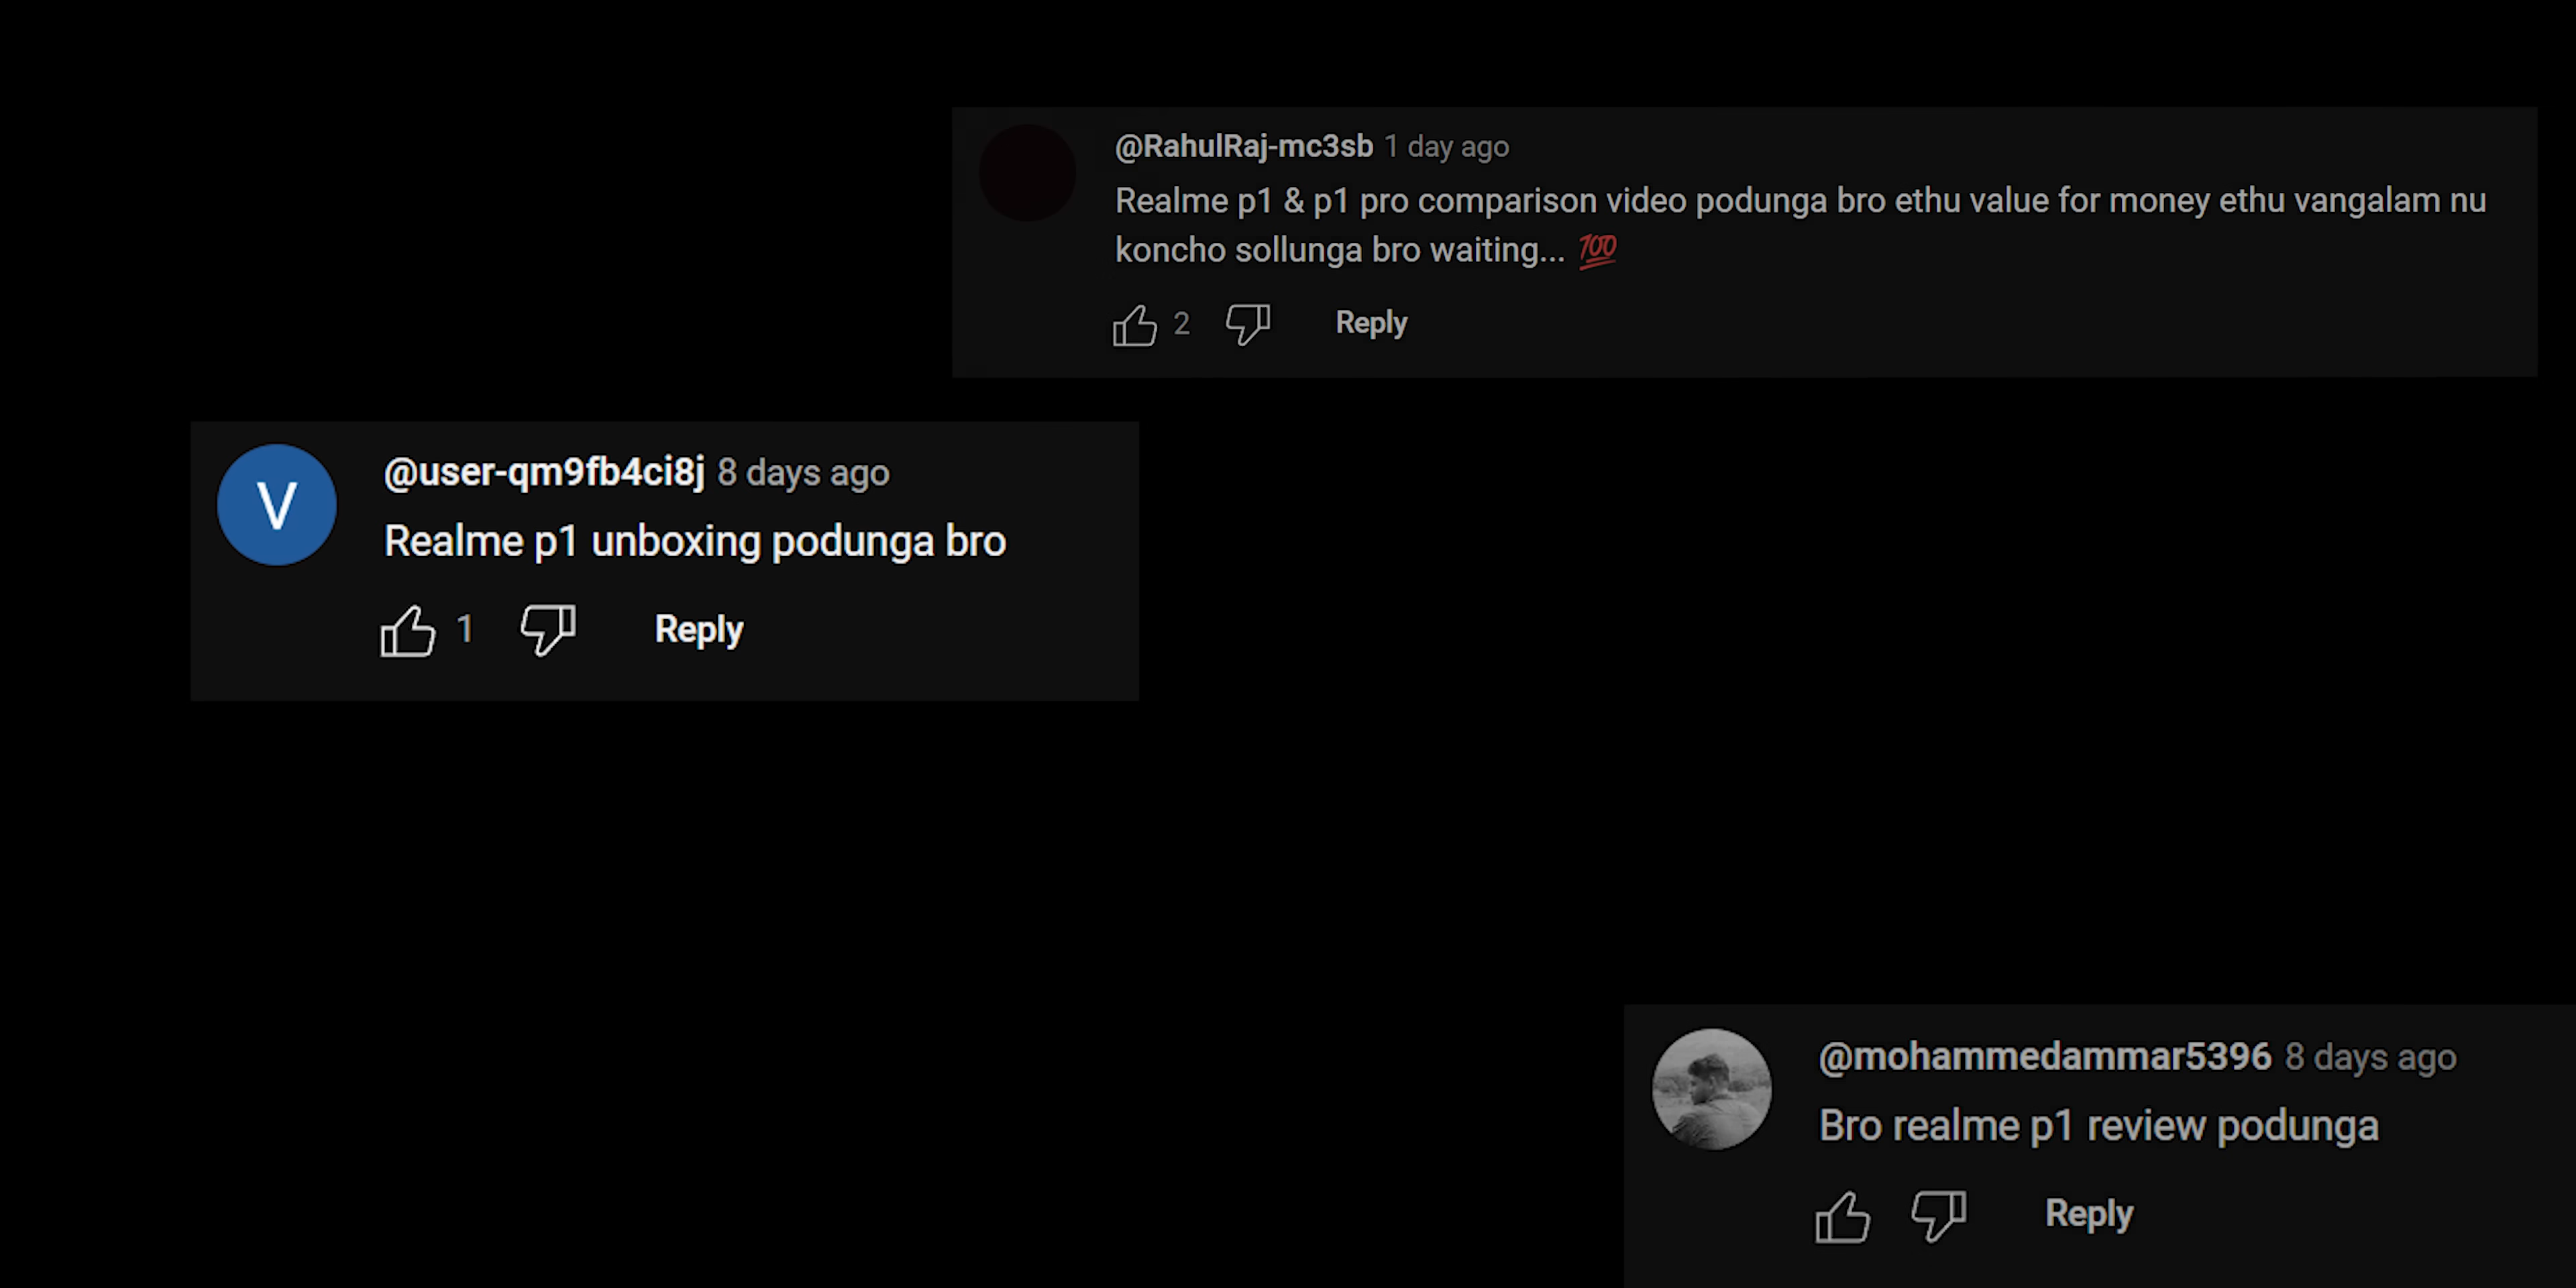 @RahulRaj-mc3sb 1 day ago
Realme p1 & p1 pro comparison video podunga bro ethu value for money ethu vangalam nu
koncho sollunga bro waiting... 💯
2 Reply
V
@user-qm9fb4ci8j 8 days ago
Realme p1 unboxing podunga bro
1 Reply
@mohammedammar5396 8 days ago
Bro realme p1 review podunga
Reply